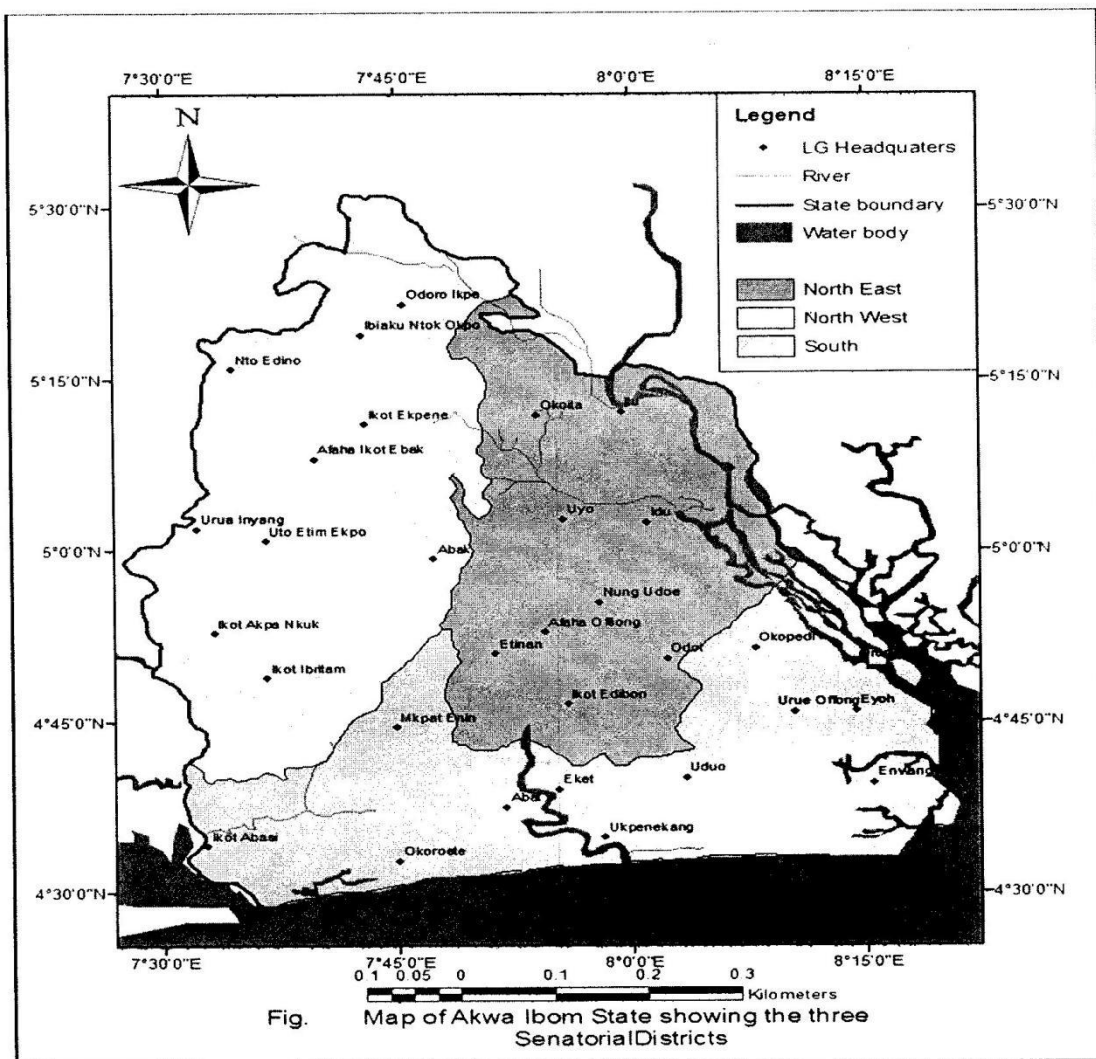 7°30'0"E 7°45'0"E 8°0'0"E 8°15'0"E
N
Legend
LG Headquaters
River
State boundary
Water body
North East
North West
South
5°30'0"N
5°30'0"N
Odoro Ikpe
Ibiaku Ntok Okpo
Nto Edino
5°15'0"N
5°15'0"N
Okoita
Ikot Ekpene
Afaha Ikot Ebak
Urua Inyang
Uyo
Idu
Uto Etim Ekpo
5°0'0"N
5°0'0"N
Abak
Nung Udoe
Ikot Akpa Nkuk
Afaha Offiong
Etinan
Odot
Okopedi
Ikot Ibritam
Ikot Edibon
Urue Offong
Eyoh
4°45'0"N
4°45'0"N
Mkpat Enin
Uduo
Eket
Ukpenekang
Ikot Abasi
Okoroete
4°30'0"N
4°30'0"N
7°30'0"E 7°45'0"E 8°0'0"E 8°15'0"E
0.1 0.05 0 0.1 0.2 0.3
Kilometers
Fig. Map of Akwa Ibom State showing the three
Senatorial Districts